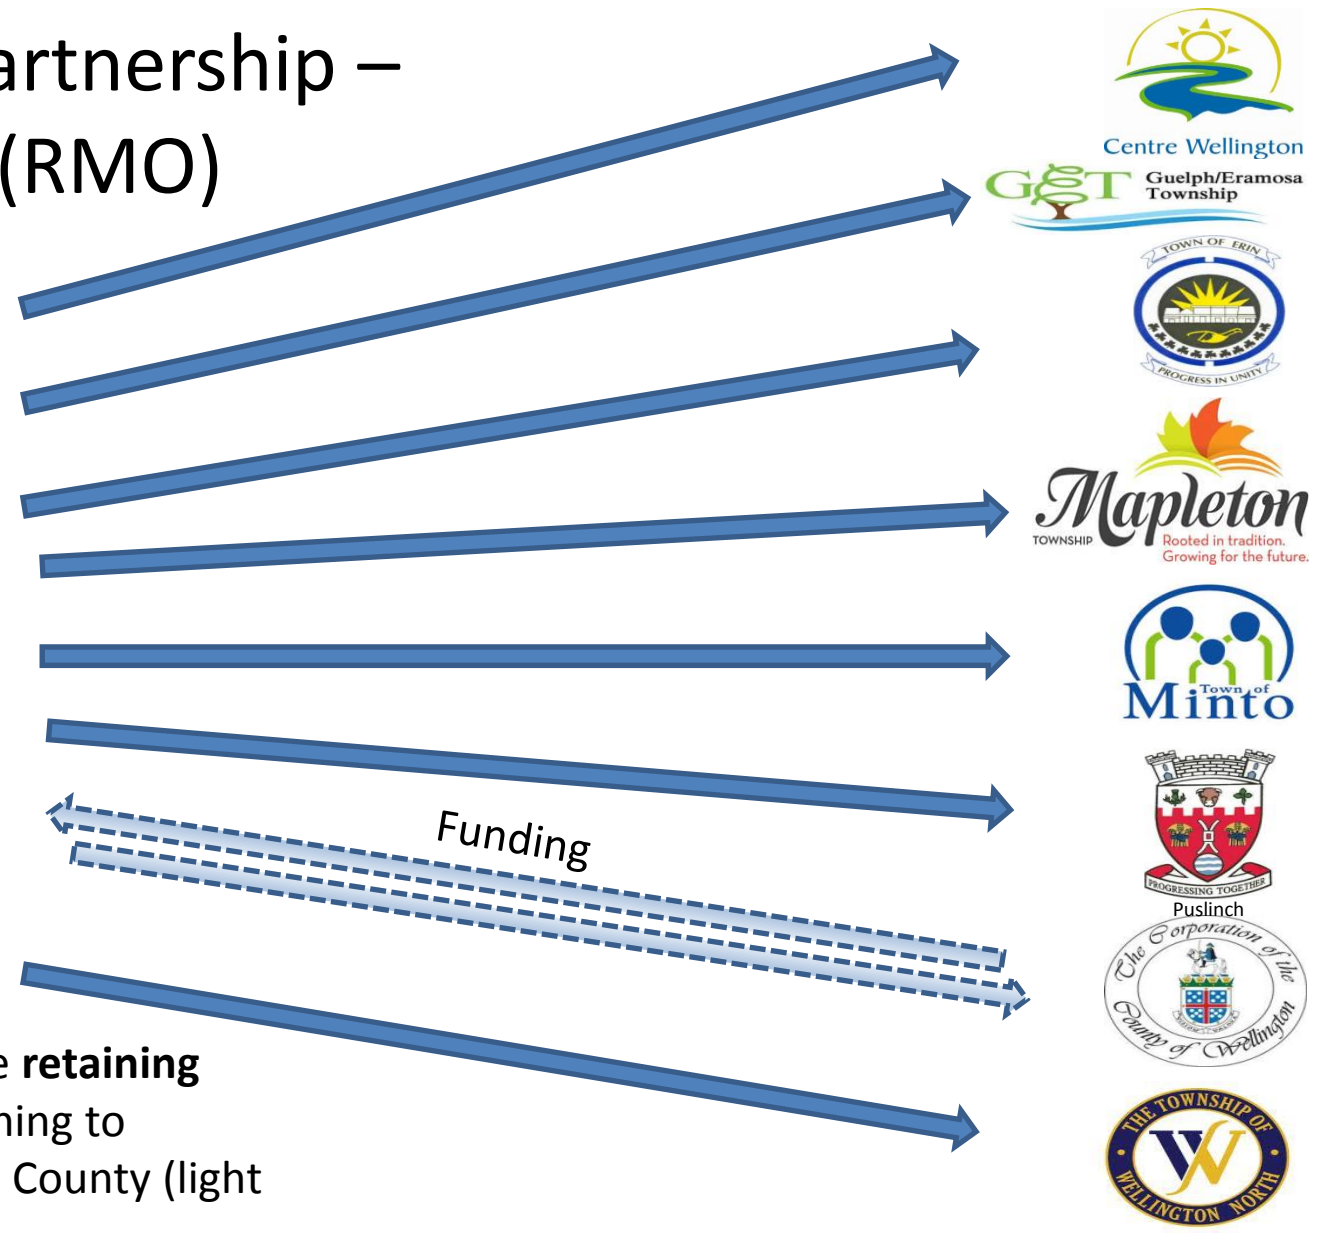 artnership –
(RMO)
Centre Wellington
GET
Guelph/Eramosa
Township
TOWN OF ERIN
PROGRESS IN UNITY
Mapleton
TOWNSHIP
Rooted in tradition.
Growing for the future.
Town of
Minto
PROGRESSING TOGETHER
Puslinch
Funding
The Corporation of the
County of Wellington
e retaining
ning to
County (light
THE TOWNSHIP OF
WELLINGTON NORTH